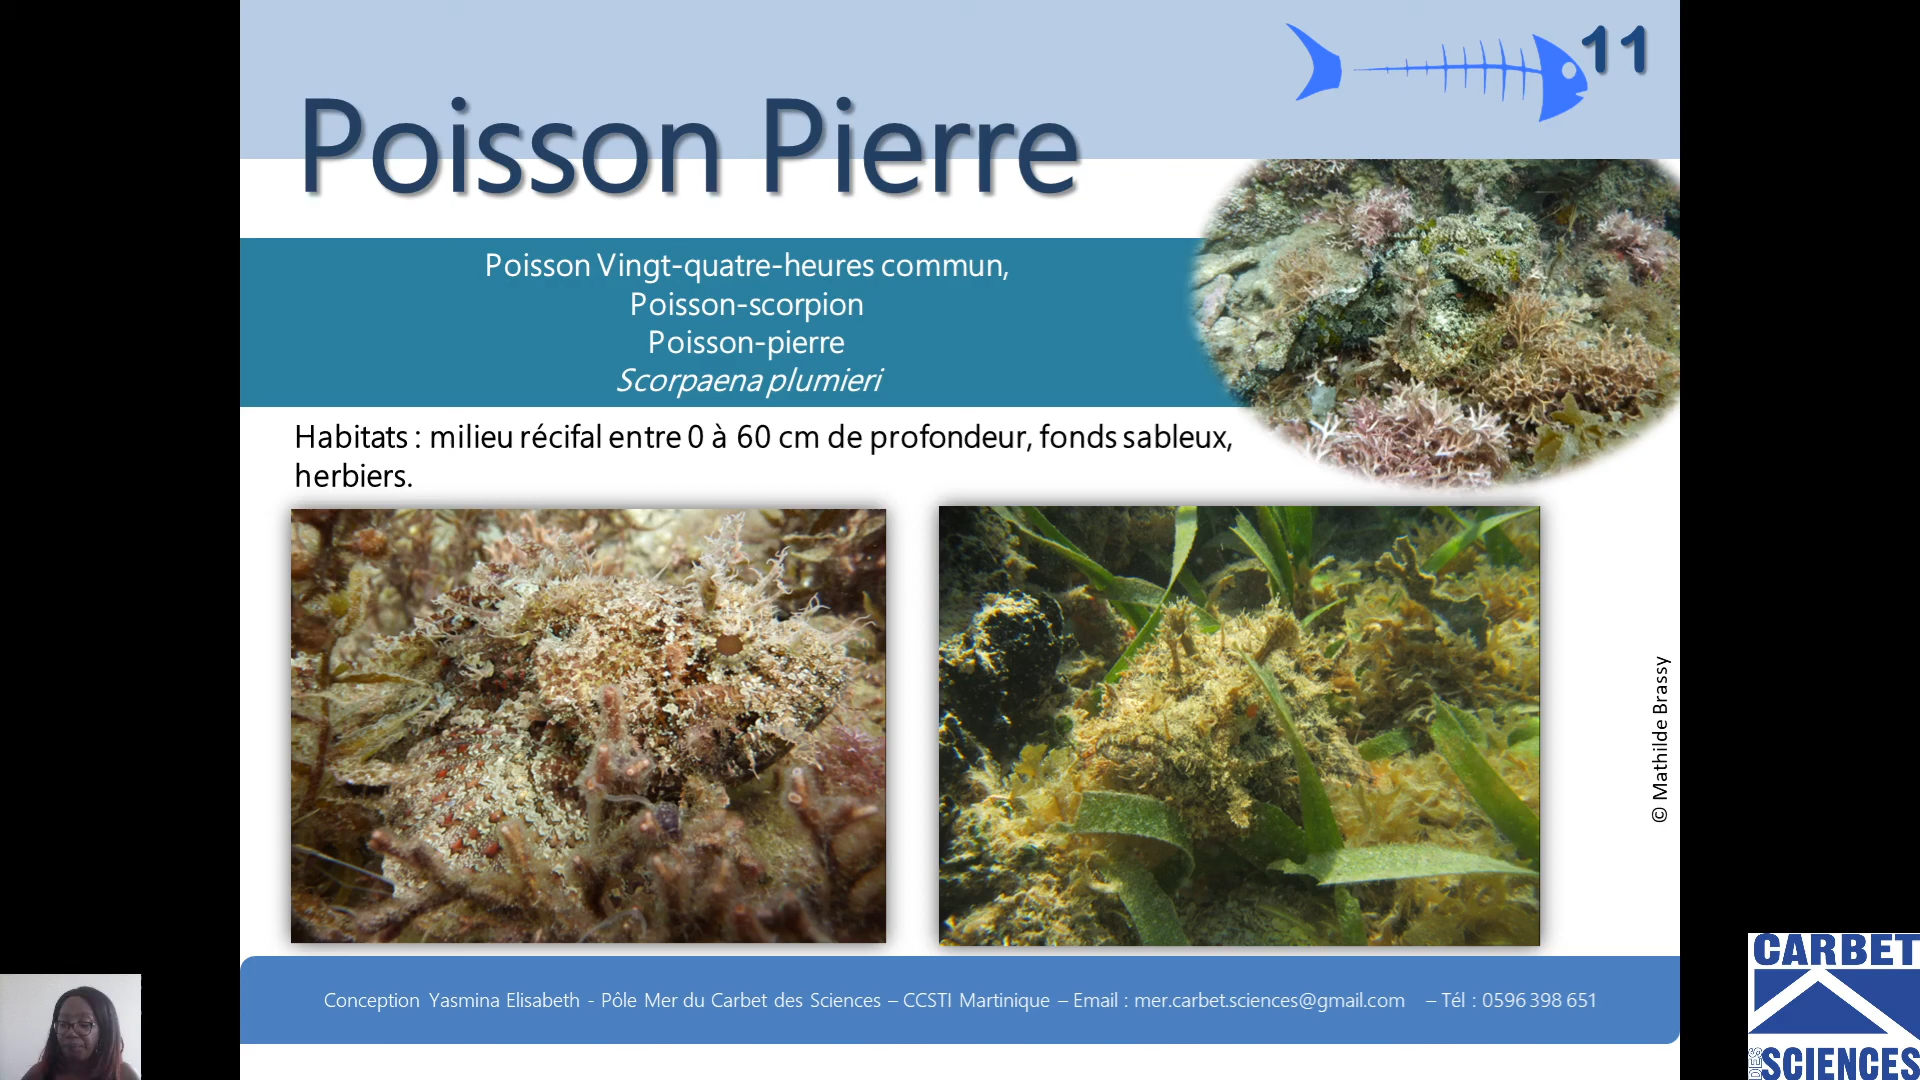 11
Poisson Pierre
Poisson Vingt-quatre-heures commun,
Poisson-scorpion
Poisson-pierre
Scorpaena plumieri
Habitats : milieu récifal entre 0 à 60 cm de profondeur, fonds sableux,
herbiers.
© Mathilde Brassy
Conception Yasmina Elisabeth - Pôle Mer du Carbet des Sciences – CCSTI Martinique – Email : mer.carbet.sciences@gmail.com – Tél : 0596 398 651
CARBET
DES SCIENCES